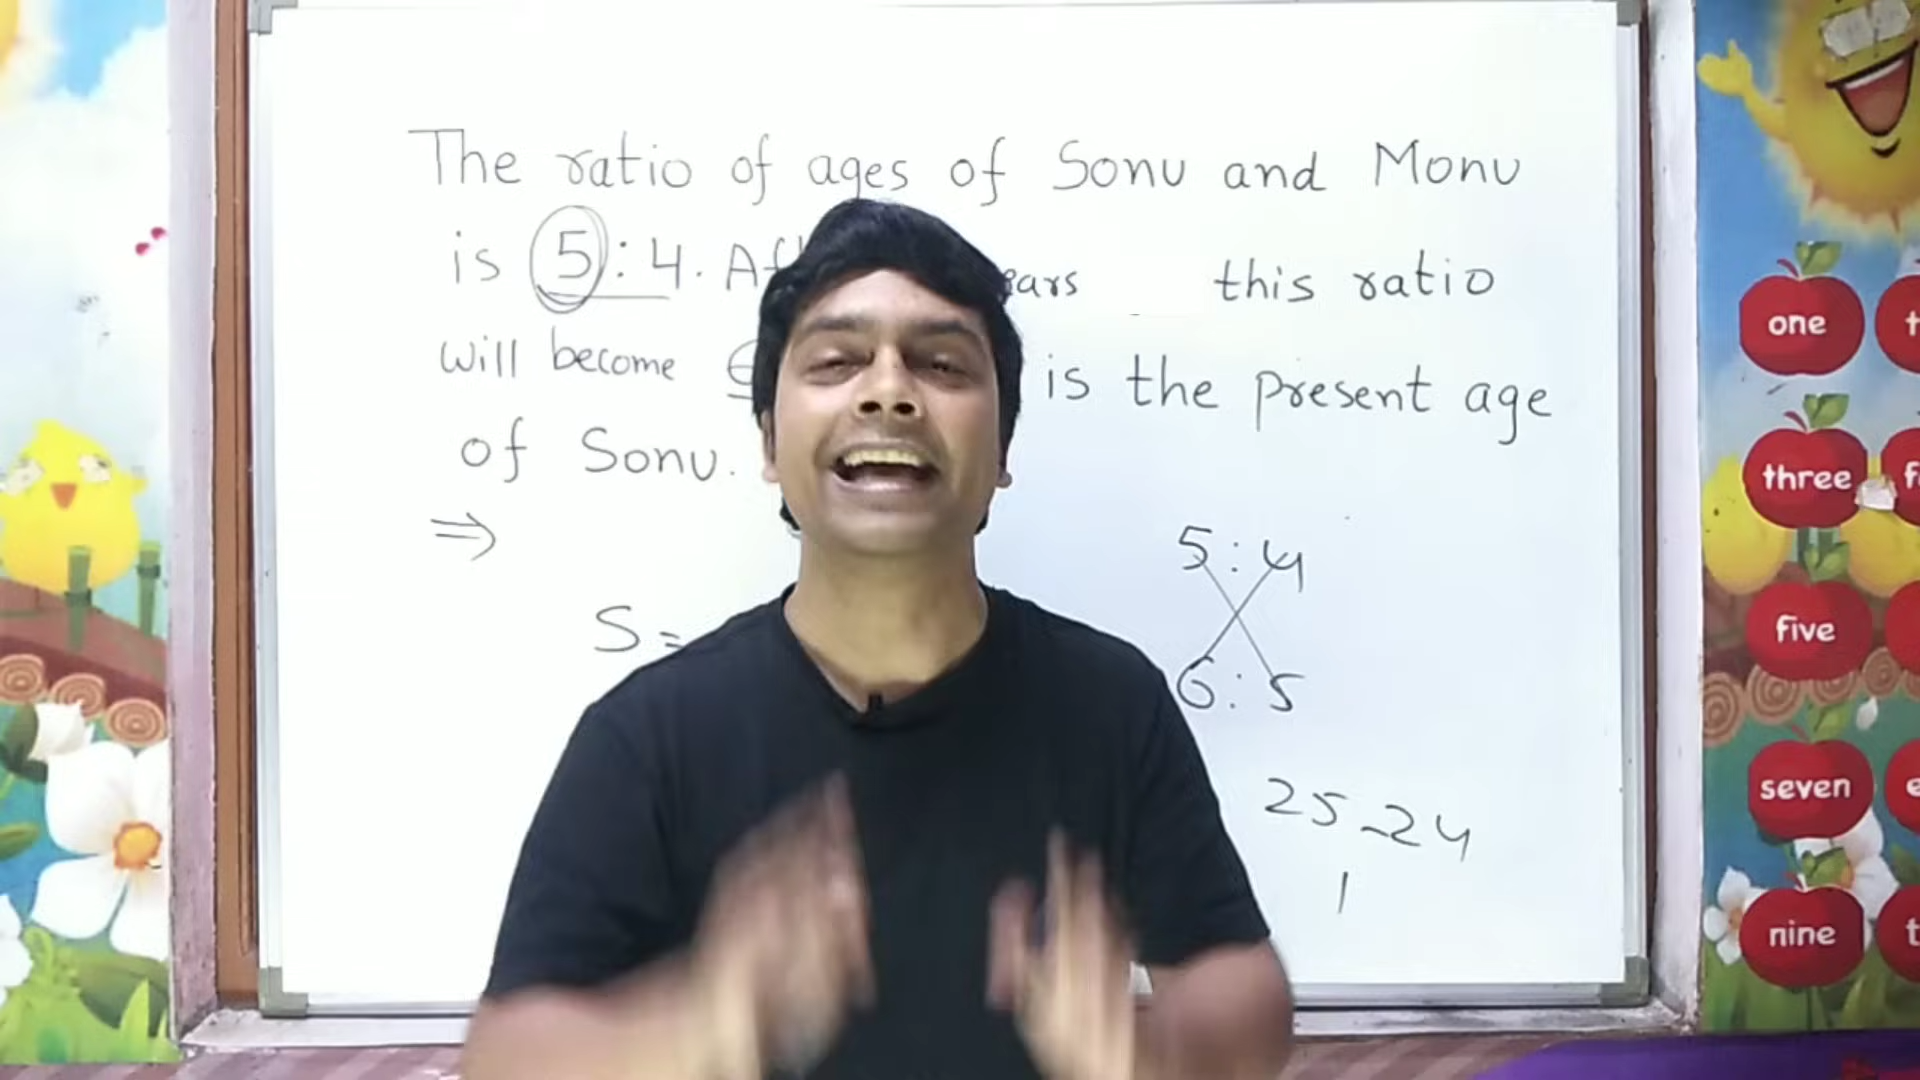 The ratio of ages of Sonu and Monu
is 5:4. this ratio
will become is the present age
of Sonu.
⇒
5:4
S=
6:5
25-24
1
one
three
five
seven
nine